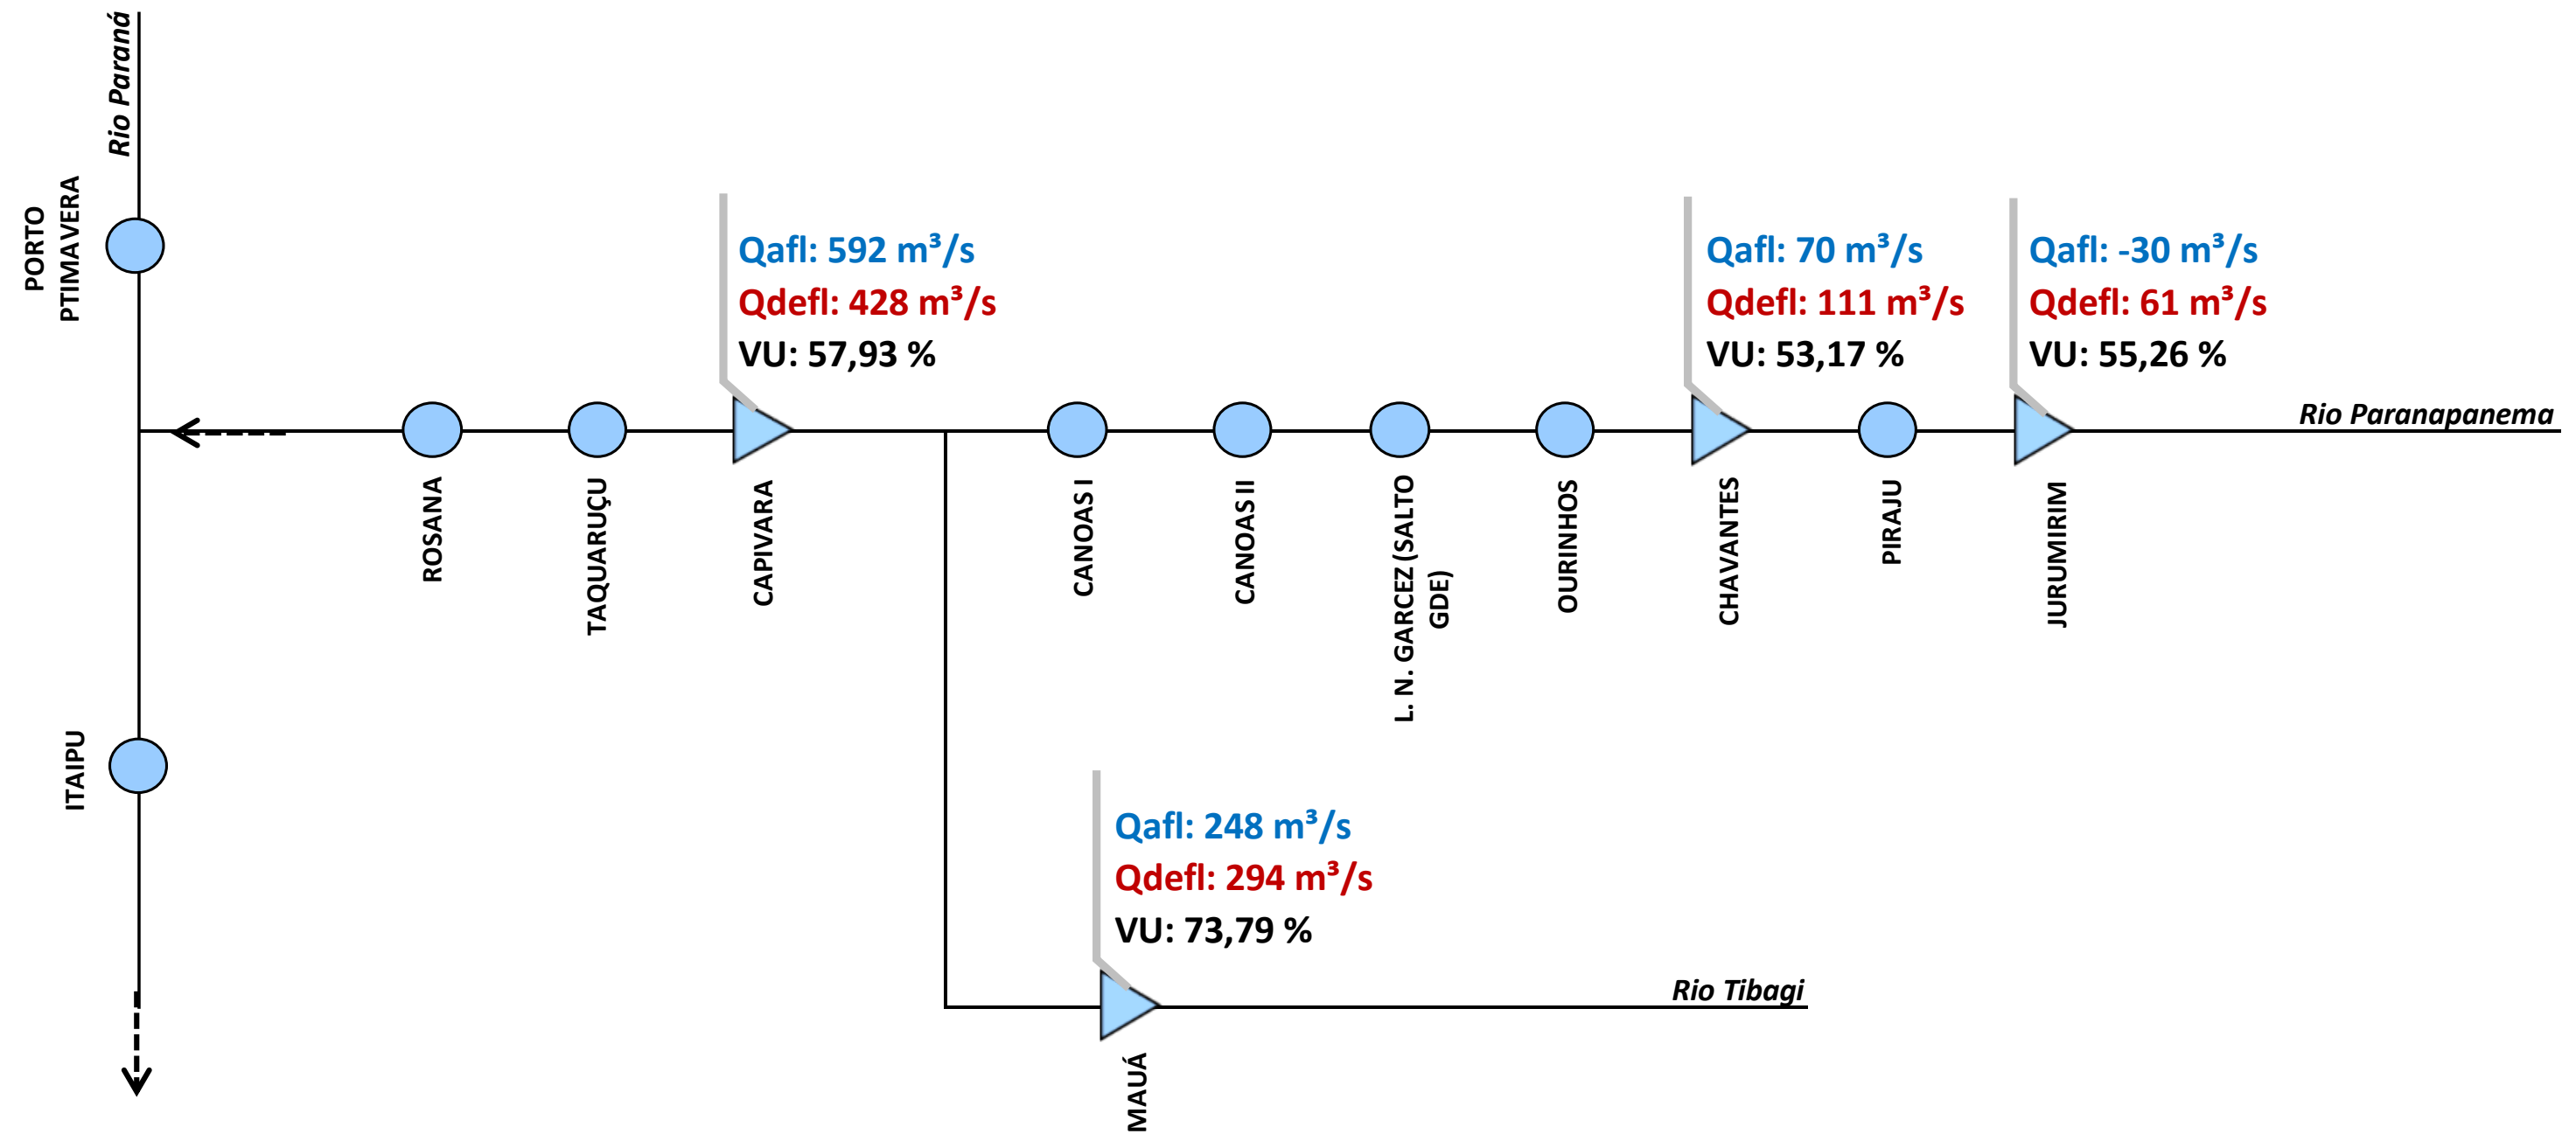 Rio Paraná
PORTO
PTIMAVERA
Qafl: 592 m³/s
Qdefl: 428 m³/s
VU: 57,93 %
Qafl: 70 m³/s
Qdefl: 111 m³/s
VU: 53,17 %
Qafl: -30 m³/s
Qdefl: 61 m³/s
VU: 55,26 %
Rio Paranapanema
ROSANA
TAQUARUÇU
CAPIVARA
CANOAS I
CANOAS II
L. N. GARCEZ (SALTO
GDE)
OURINHOS
CHAVANTES
PIRAJU
JURUMIRIM
ITAIPU
Qafl: 248 m³/s
Qdefl: 294 m³/s
VU: 73,79 %
Rio Tibagi
MAUÁ